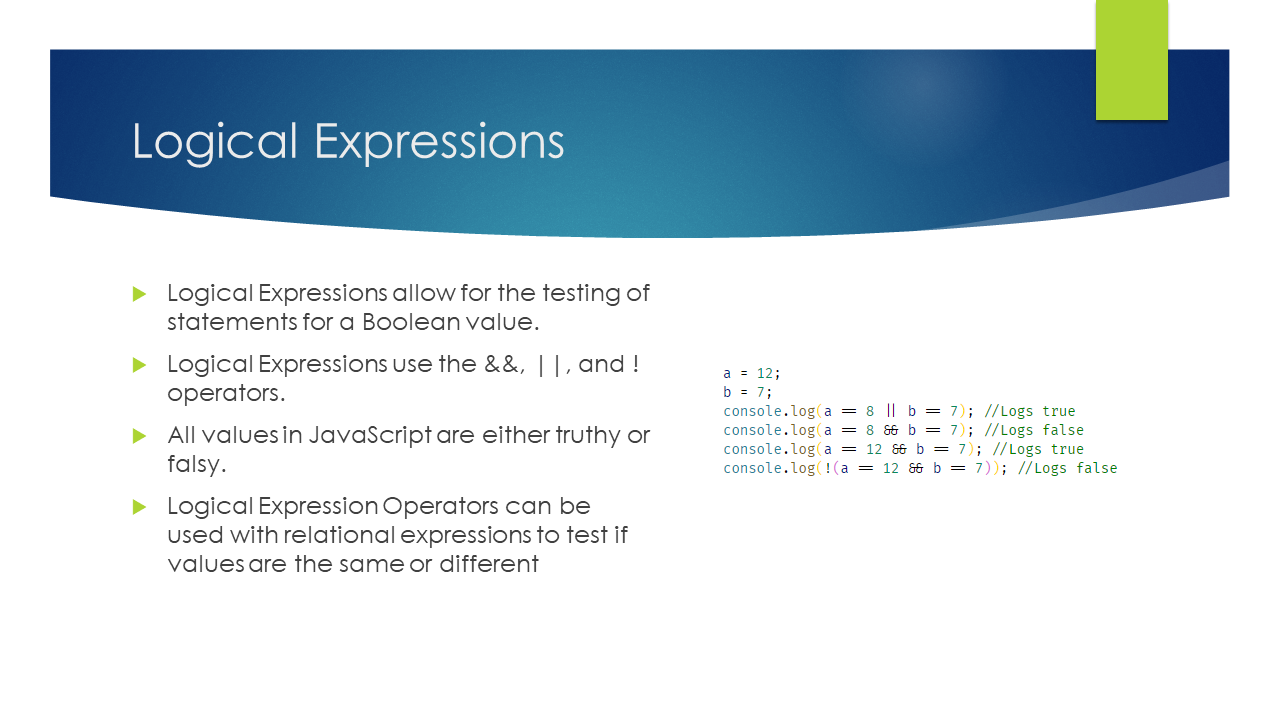 Logical Expressions
Logical Expressions allow for the testing of
statements for a Boolean value.
Logical Expressions use the &&, ||, and !
operators.
All values in JavaScript are either truthy or
falsy.
Logical Expression Operators can be
used with relational expressions to test if
values are the same or different
a = 12;
b = 7;
console.log(a == 8 || b == 7); //Logs true
console.log(a == 8 && b == 7); //Logs false
console.log(a == 12 && b == 7); //Logs true
console.log(!(a == 12 && b == 7)); //Logs false